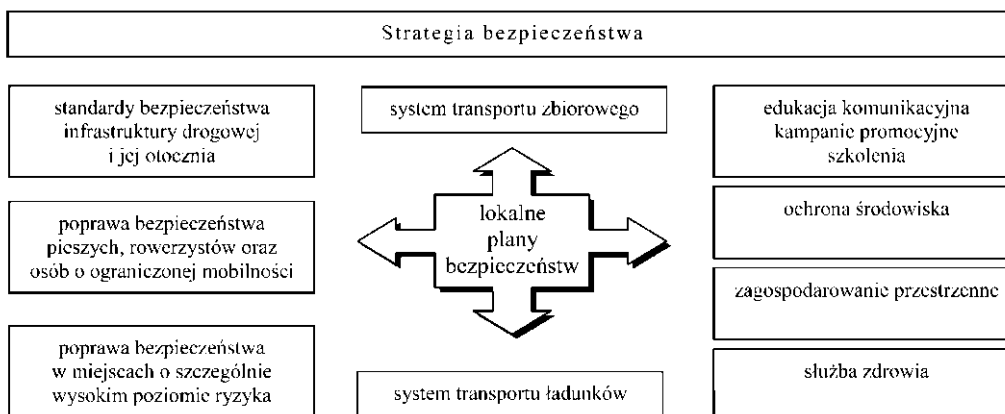 Strategia bezpieczeństwa
standardy bezpieczeństwa
infrastruktury drogowej
i jej otocznia
poprawa bezpieczeństwa
pieszych, rowerzystów oraz
osób o ograniczonej mobilności
poprawa bezpieczeństwa
w miejscach o szczególnie
wysokim poziomie ryzyka
system transportu zbiorowego
lokalne
plany
bezpieczeństw
system transportu ładunków
edukacja komunikacyjna
kampanie promocyjne
szkolenia
ochrona środowiska
zagospodarowanie przestrzenne
służba zdrowia